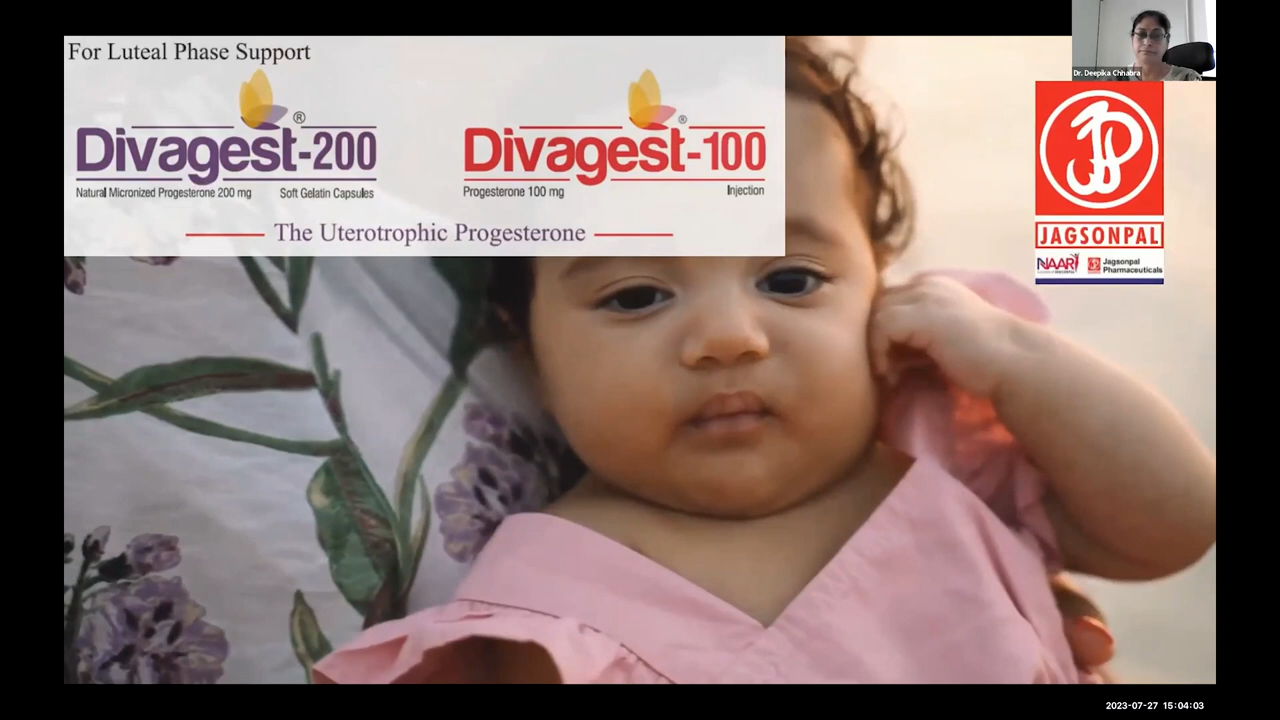 For Luteal Phase Support
Divagest-200®
Natural Micronized Progesterone 200 mg Soft Gelatin Capsules
Divagest-100®
Progesterone 100 mg Injection
The Uterotrophic Progesterone
Dr. Deepika Chhabra
JAGSONPAL
NAARI
Jagsonpal
Pharmaceuticals
2023-07-27 15:04:03